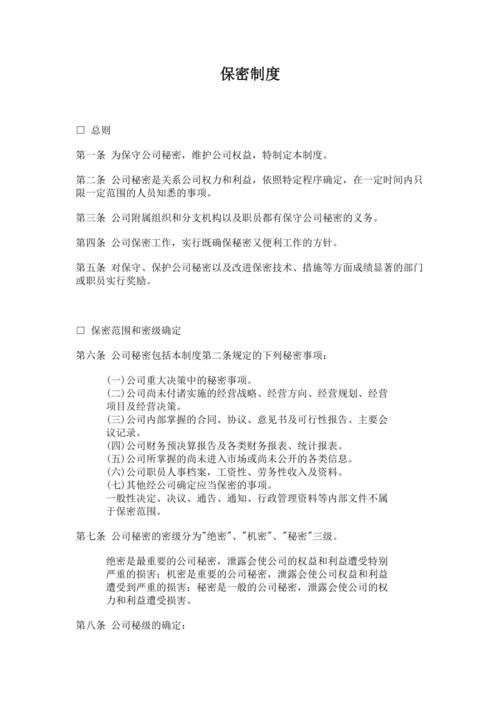 保密制度
□ 总则
第一条 为保守公司秘密,维护公司权益,特制定本制度。
第二条 公司秘密是关系公司权力和利益,依照特定程序确定,在一定时间内只
限一定范围的人员知悉的事项。
第三条 公司附属组织和分支机构以及职员都有保守公司秘密的义务。
第四条 公司保密工作,实行既确保秘密又便利工作的方针。
第五条 对保守、保护公司秘密以及改进保密技术、措施等方面成绩显著的部门
或职员实行奖励。
□ 保密范围和密级确定
第六条 公司秘密包括本制度第二条规定的下列秘密事项:
(一)公司重大决策中的秘密事项。
(二)公司尚未付诸实施的经营战略、经营方向、经营规划、经营
项目及经营决策。
(三)公司内部掌握的合同、协议、意见书及可行性报告、主要会
议记录。
(四)公司财务预决算报告及各类财务报表、统计报表。
(五)公司所掌握的尚未进入市场或尚未公开的各类信息。
(六)公司职员人事档案,工资性、劳务性收入及资料。
(七)其他经公司确定应当保密的事项。
一般性决定、决议、通告、通知、行政管理资料等内部文件不属
于保密范围。
第七条 公司秘密的密级分为"绝密"、"机密"、"秘密"三级。
绝密是最重要的公司秘密,泄露会使公司的权益和利益遭受特别
严重的损害;机密是重要的公司秘密,泄露会使公司权益和利益
遭受到严重的损害;秘密是一般的公司秘密,泄露会使公司的权
力和利益遭受损害。
第八条 公司秘级的确定: